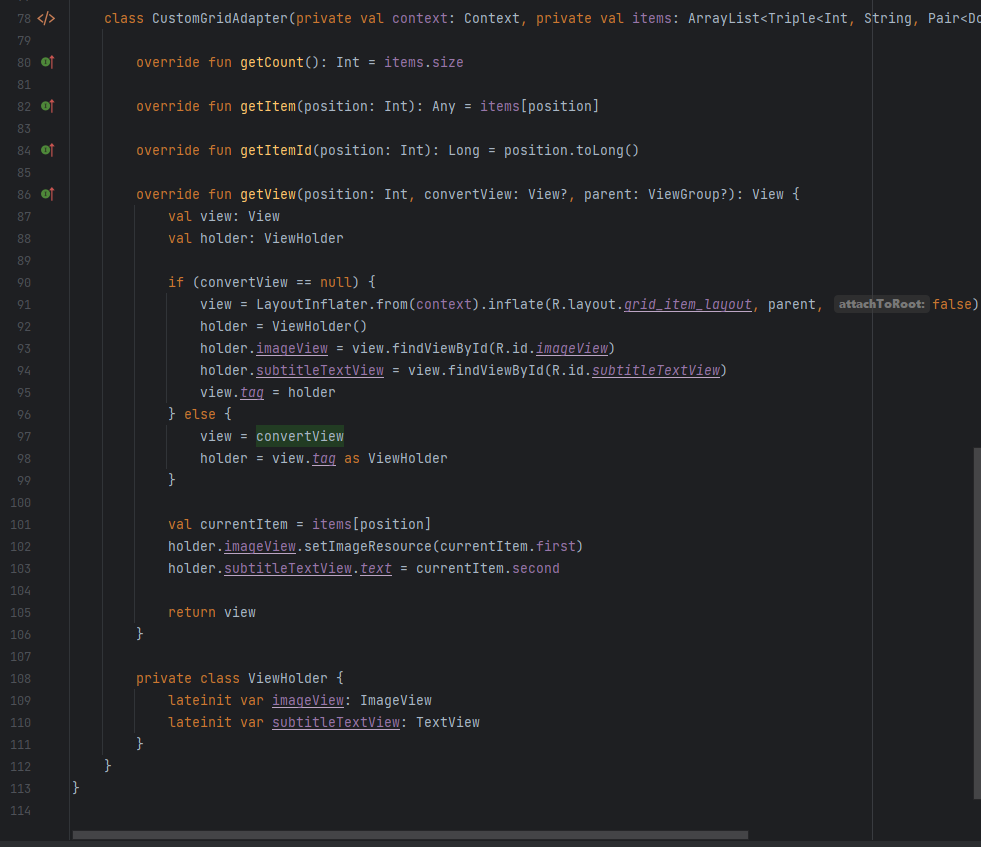 78 </> class CustomGridAdapter(private val context: Context, private val items: ArrayList<Triple<Int, String, Pair<Do
79
80 override fun getCount(): Int = items.size
81
82 override fun getItem(position: Int): Any = items[position]
83
84 override fun getItemId(position: Int): Long = position.toLong()
85
86 override fun getView(position: Int, convertView: View?, parent: ViewGroup?): View {
87 val view: View
88 val holder: ViewHolder
89
90 if (convertView == null) {
91 view = LayoutInflater.from(context).inflate(R.layout.grid_item_layout, parent, attachToRoot: false)
92 holder = ViewHolder()
93 holder.imageView = view.findViewById(R.id.imageView)
94 holder.subtitleTextView = view.findViewById(R.id.subtitleTextView)
95 view.tag = holder
96 } else {
97 view = convertView
98 holder = view.tag as ViewHolder
99 }
100
101 val currentItem = items[position]
102 holder.imageView.setImageResource(currentItem.first)
103 holder.subtitleTextView.text = currentItem.second
104
105 return view
106 }
107
108 private class ViewHolder {
109 lateinit var imageView: ImageView
110 lateinit var subtitleTextView: TextView
111 }
112 }
113 }
114